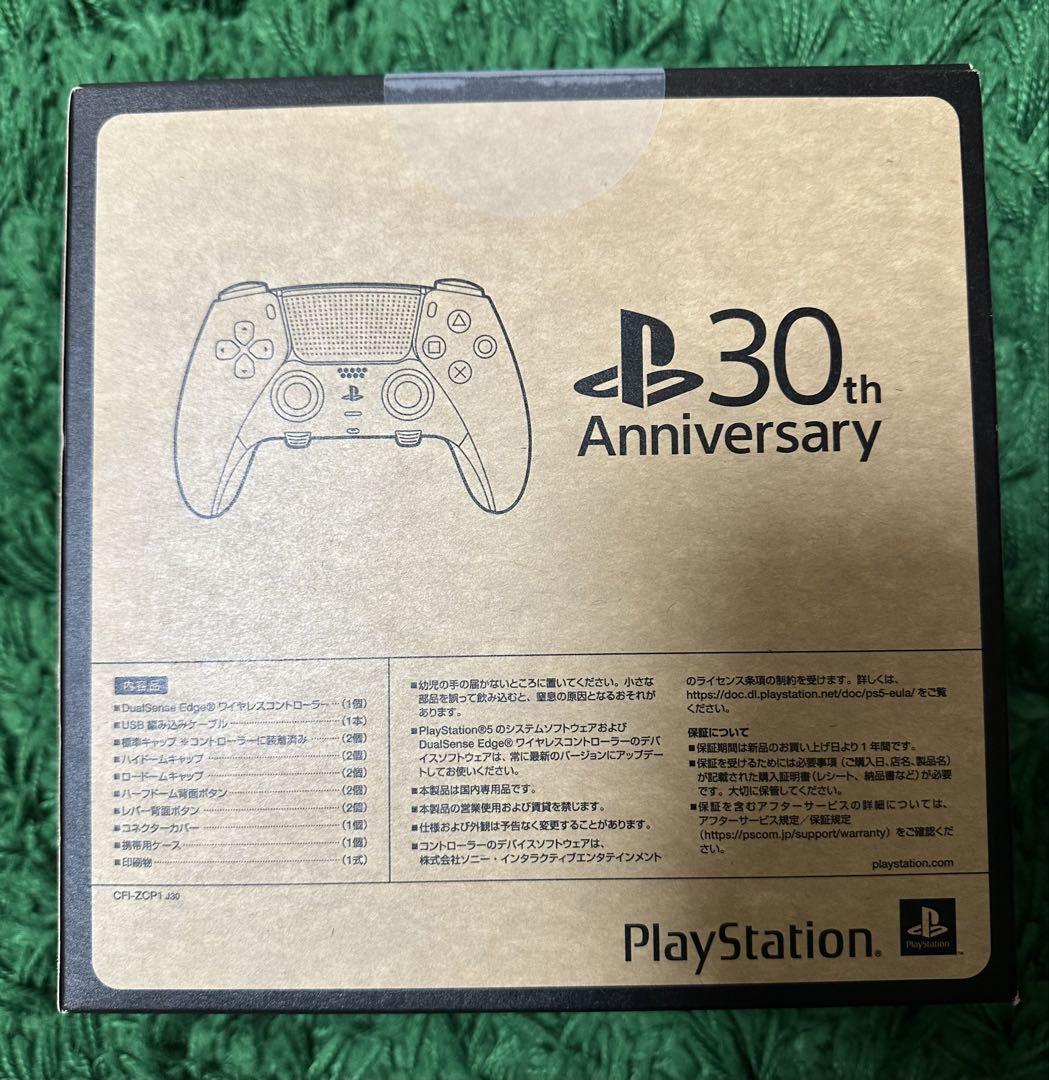 30th
Anniversary
内容品
■DualSense Edge® ワイヤレスコントローラー…(1個)
■USB 編み込みケーブル…(1本)
■標準キャップ ※コントローラーに装着済み…(2個)
■ハイドームキャップ…(2個)
■ロードームキャップ…(2個)
■ハーフドーム背面ボタン…(2個)
■レバー背面ボタン…(2個)
■コネクターカバー…(1個)
■携帯用ケース…(1個)
■印刷物…(1式)
■幼児の手の届かないところに置いてください。小さな
部品を誤って飲み込むと、窒息の原因となるおそれが
あります。
■PlayStation®5 のシステムソフトウェアおよび
DualSense Edge® ワイヤレスコントローラーのデバ
イスソフトウェアは、常に最新のバージョンにアップデー
トしてお使いください。
■本製品は国内専用品です。
■本製品の営業使用および賃貸を禁じます。
■仕様および外観は予告なく変更することがあります。
■コントローラーのデバイスソフトウェアは、
株式会社ソニー・インタラクティブエンタテインメント
のライセンス条項の制約を受けます。詳しくは、
https://doc.dl.playstation.net/doc/ps5-eula/ をご覧
ください。
保証について
■保証期間は新品のお買い上げ日より1年間です。
■保証を受けるためには必要事項（ご購入日、店名、製品名）
が記載された購入証明書（レシート、納品書など）が必要
です。大切に保管してください。
■保証を含むアフターサービスの詳細については、
アフターサービス規定／保証規定
（https://pscom.jp/support/warranty）をご確認くだ
さい。
playstation.com
CFI-ZCP1 J30
PlayStation®
PlayStation™